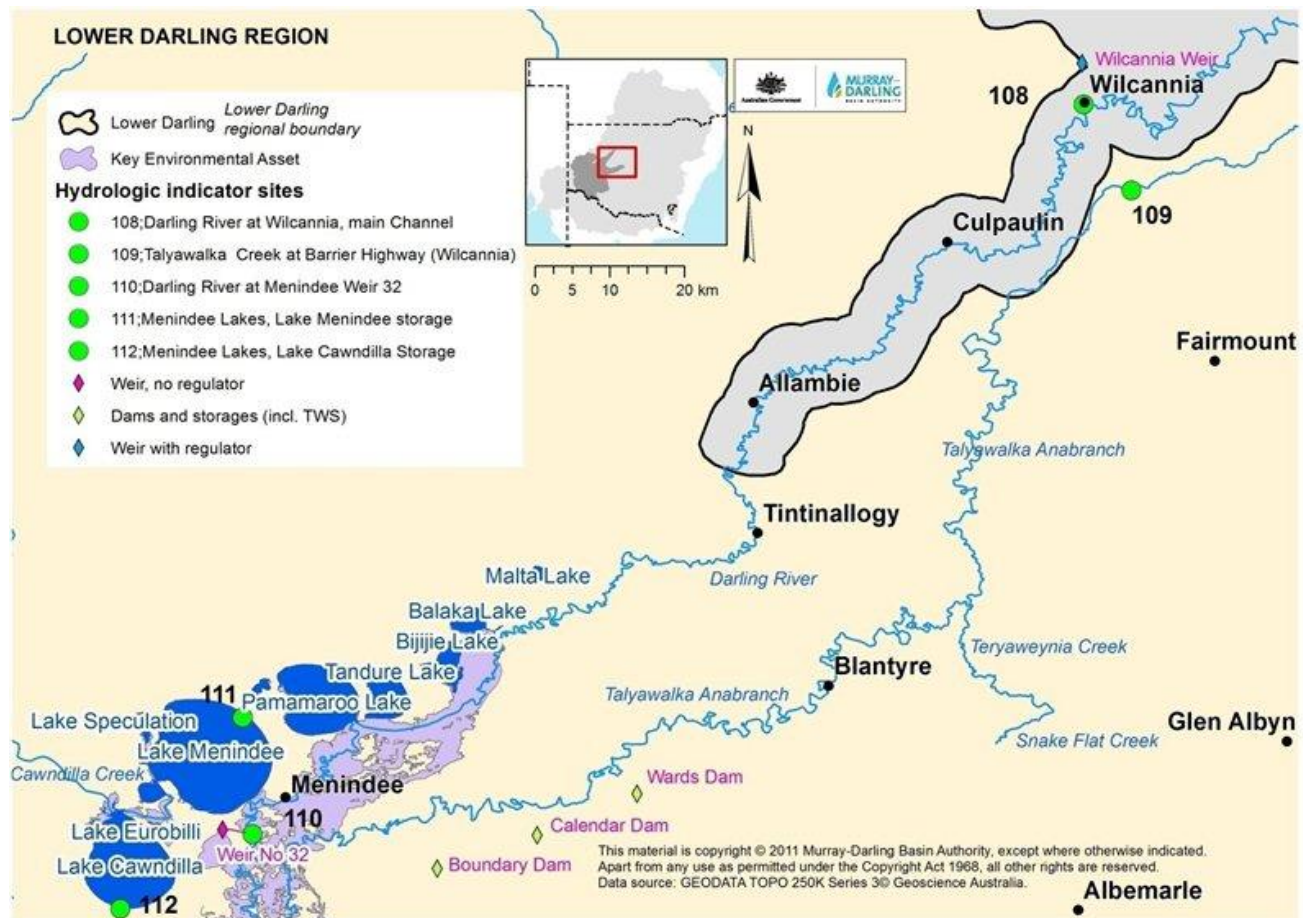 LOWER DARLING REGION
Lower Darling
Lower Darling
regional boundary
Key Environmental Asset
Hydrologic indicator sites
108;Darling River at Wilcannia, main Channel
109;Talyawalka Creek at Barrier Highway (Wilcannia)
110;Darling River at Menindee Weir 32
111;Menindee Lakes, Lake Menindee storage
112;Menindee Lakes, Lake Cawndilla Storage
Weir, no regulator
Dams and storages (incl. TWS)
Weir with regulator
Australian Government
MURRAY-
DARLING
BASIN AUTHORITY
N
0 5 10 20 km
Wilcannia Weir
108
Wilcannia
109
Culpaulin
Fairmount
Allambie
Talyawalka Anabranch
Tintinallogy
Darling River
Malta Lake
Balaka Lake
Bijijie Lake
Teryaweynia Creek
Tandure Lake
Blantyre
Talyawalka Anabranch
111
Pamamaroo Lake
Lake Speculation
Glen Albyn
Snake Flat Creek
Lake Menindee
Cawndilla Creek
Menindee
Wards Dam
110
Lake Eurobilli
Calendar Dam
Weir No 32
Lake Cawndilla
Boundary Dam
This material is copyright © 2011 Murray-Darling Basin Authority, except where otherwise indicated.
Apart from any use as permitted under the Copyright Act 1968, all other rights are reserved.
Data source: GEODATA TOPO 250K Series 3© Geoscience Australia.
Albemarle
112